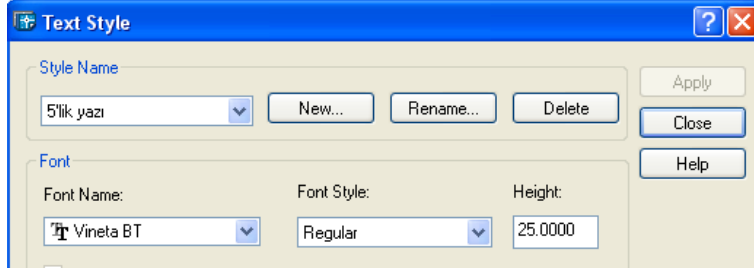 Text Style
Style Name
5'lik yazı
New...
Rename...
Delete
Apply
Close
Help
Font
Font Name:
Font Style:
Height:
Vineta BT
Regular
25.0000